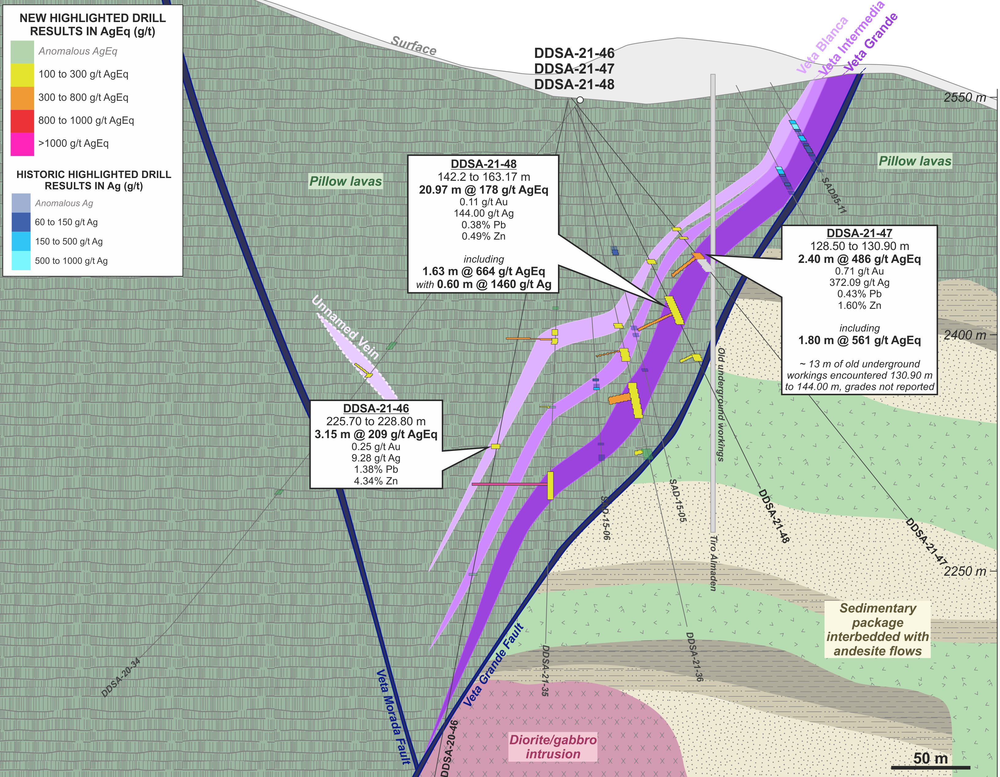 NEW HIGHLIGHTED DRILL
RESULTS IN AgEq (g/t)
Anomalous AgEq
100 to 300 g/t AgEq
300 to 800 g/t AgEq
800 to 1000 g/t AgEq
>1000 g/t AgEq
HISTORIC HIGHLIGHTED DRILL
RESULTS IN Ag (g/t)
Anomalous Ag
60 to 150 g/t Ag
150 to 500 g/t Ag
500 to 1000 g/t Ag
Surface
DDSA-21-46
DDSA-21-47
DDSA-21-48
Veta Blanca
Veta Intermedia
Veta Grande
2550 m
Pillow lavas
Pillow lavas
SAD95-11
DDSA-21-48
142.2 to 163.17 m
20.97 m @ 178 g/t AgEq
0.11 g/t Au
144.00 g/t Ag
0.38% Pb
0.49% Zn
including
1.63 m @ 664 g/t AgEq
with 0.60 m @ 1460 g/t Ag
DDSA-21-47
128.50 to 130.90 m
2.40 m @ 486 g/t AgEq
0.71 g/t Au
372.09 g/t Ag
0.43% Pb
1.60% Zn
including
1.80 m @ 561 g/t AgEq
~ 13 m of old underground
workings encountered 130.90 m
to 144.00 m, grades not reported
2400 m
Unnamed Vein
DDSA-21-46
225.70 to 228.80 m
3.15 m @ 209 g/t AgEq
0.25 g/t Au
9.28 g/t Ag
1.38% Pb
4.34% Zn
Old underground workings
Tiro Almaden
SAD-15-06
SAD-15-05
DDSA-21-48
DDSA-21-47
2250 m
Sedimentary
package
interbedded with
andesite flows
DDSA-20-34
Veta Morada Fault
Veta Grande Fault
DDSA-21-35
DDSA-21-36
DDSA-20-46
Diorite/gabbro
intrusion
50 m